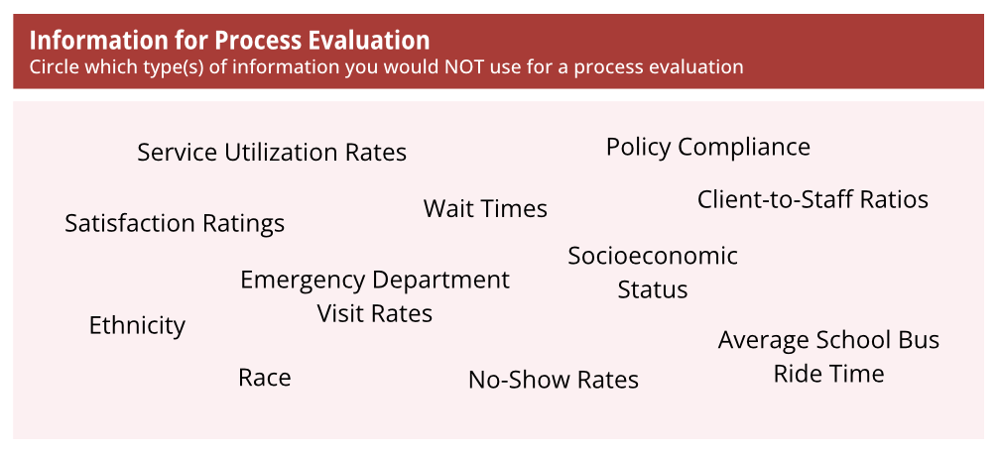 Information for Process Evaluation
Circle which type(s) of information you would NOT use for a process evaluation
Service Utilization Rates
Policy Compliance
Satisfaction Ratings
Wait Times
Client-to-Staff Ratios
Emergency Department
Visit Rates
Socioeconomic
Status
Ethnicity
Average School Bus
Ride Time
Race
No-Show Rates